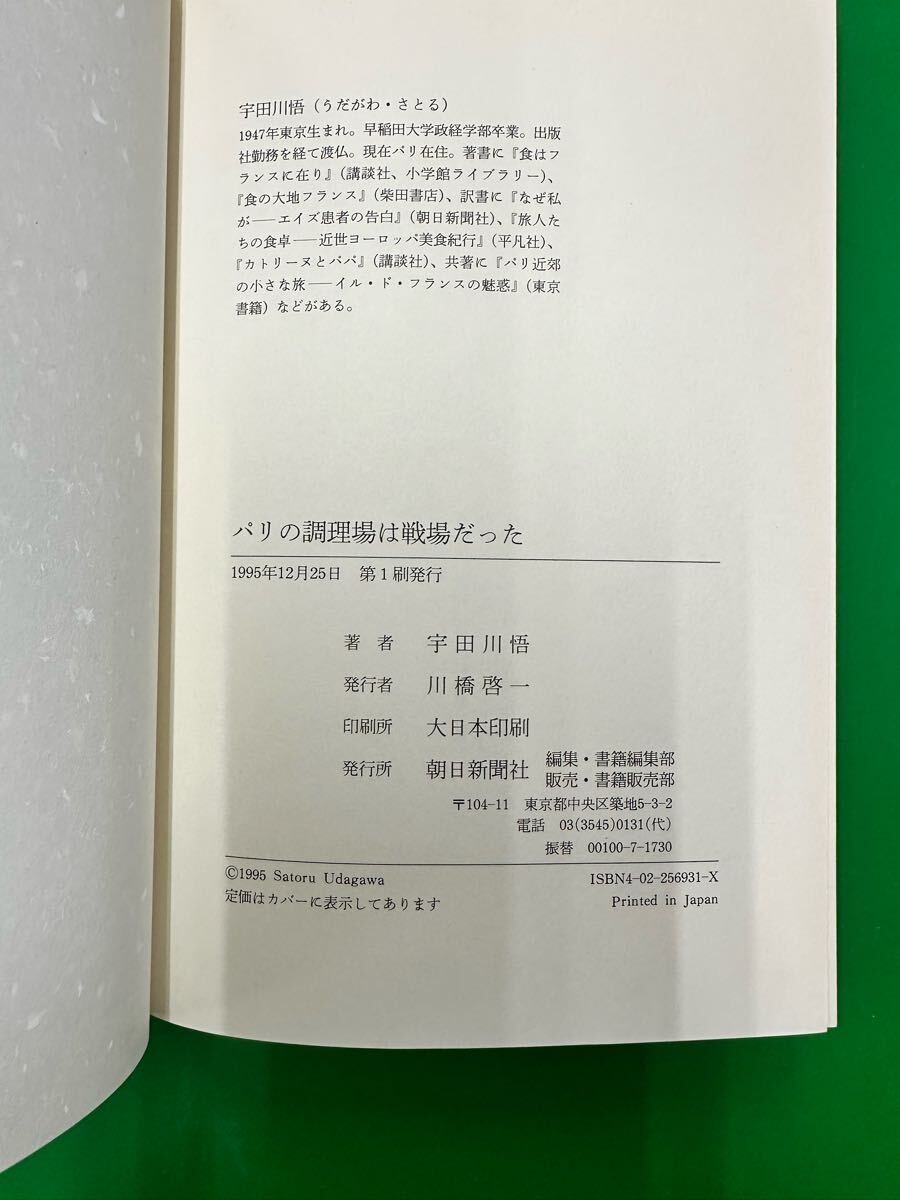 宇田川悟（うだがわ・さとる）
1947年東京生まれ。早稲田大学政経学部卒業。出版
社勤務を経て渡仏。現在パリ在住。著書に『食はフ
ランスに在り』（講談社、小学館ライブラリー）、
『食の大地フランス』（柴田書店）、訳書に『なぜ私
が──エイズ患者の告白』（朝日新聞社）、『旅人た
ちの食卓──近世ヨーロッパ美食紀行』（平凡社）、
『カトリーヌとパパ』（講談社）、共著に『パリ近郊
の小さな旅──イル・ド・フランスの魅惑』（東京
書籍）などがある。
パリの調理場は戦場だった
1995年12月25日　第1刷発行
著　者　宇田川悟
発行者　川橋啓一
印刷所　大日本印刷
発行所　朝日新聞社
編集・書籍編集部
販売・書籍販売部
〒104-11　東京都中央区築地5-3-2
電話　03(3545)0131(代)
振替　00100-7-1730
©1995 Satoru Udagawa
ISBN4-02-256931-X
定価はカバーに表示してあります
Printed in Japan